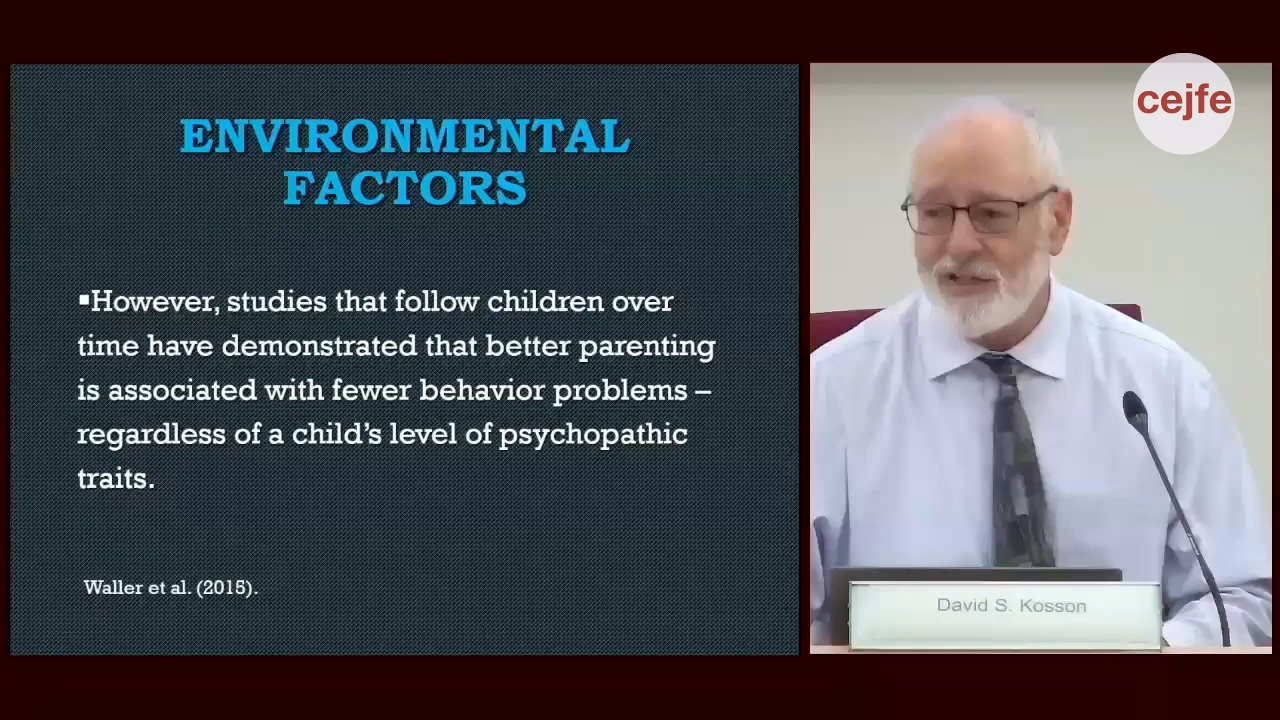 cejfe
ENVIRONMENTAL
FACTORS
▪However, studies that follow children over
time have demonstrated that better parenting
is associated with fewer behavior problems –
regardless of a child's level of psychopathic
traits.
Waller et al. (2015).
David S. Kosson